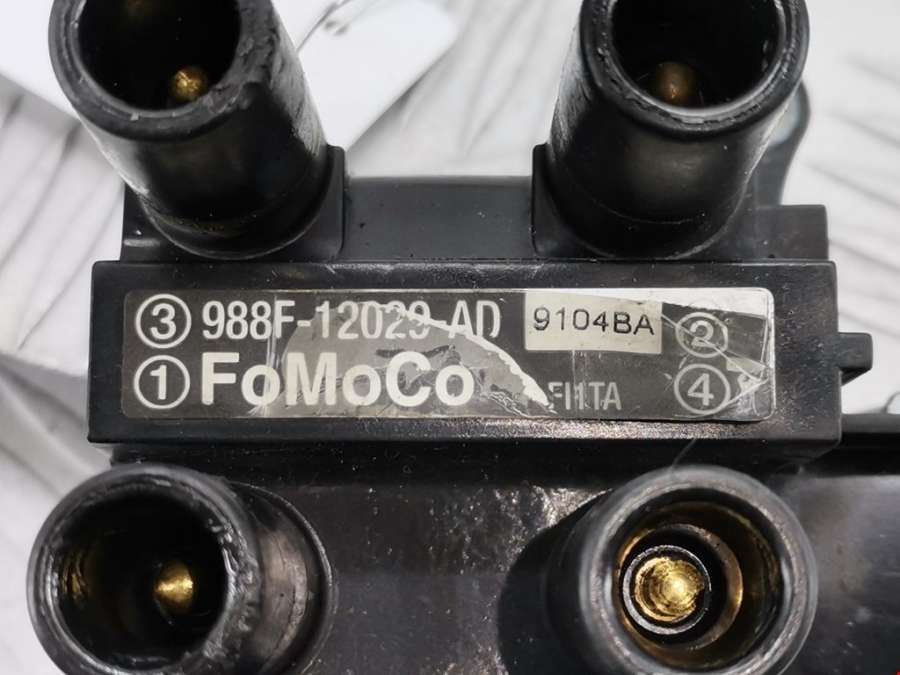 ③ 988F-12029-AD 9104BA ②
① FoMoCo FI1TA ④